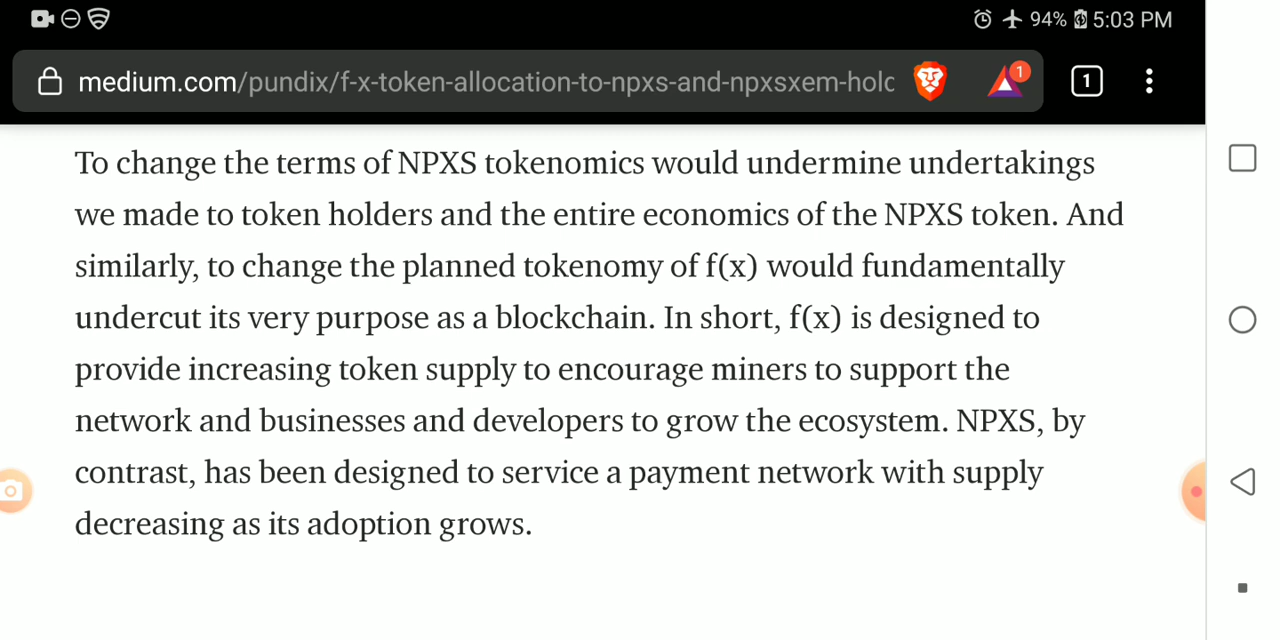 94% 5:03 PM
medium.com/pundix/f-x-token-allocation-to-npxs-and-npxsxem-holc 1 1
To change the terms of NPXS tokenomics would undermine undertakings
we made to token holders and the entire economics of the NPXS token. And
similarly, to change the planned tokenomy of f(x) would fundamentally
undercut its very purpose as a blockchain. In short, f(x) is designed to
provide increasing token supply to encourage miners to support the
network and businesses and developers to grow the ecosystem. NPXS, by
contrast, has been designed to service a payment network with supply
decreasing as its adoption grows.